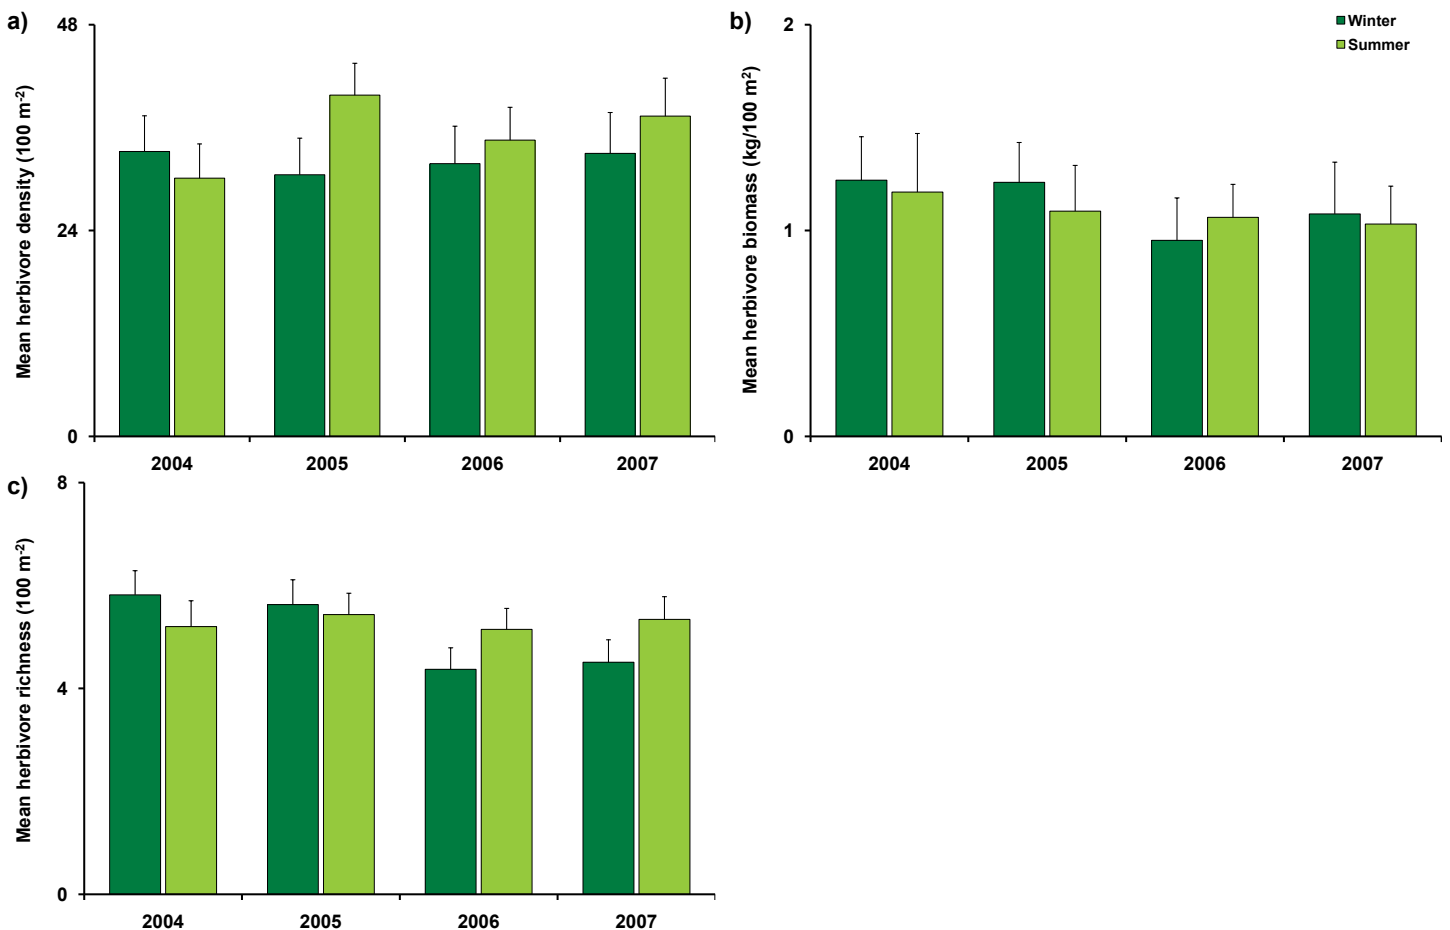 a)
48
24
0
Mean herbivore density (100 m-2)
2004 2005 2006 2007
b)
2
1
0
Mean herbivore biomass (kg/100 m2)
Winter
Summer
2004 2005 2006 2007
c)
8
4
0
Mean herbivore richness (100 m-2)
2004 2005 2006 2007